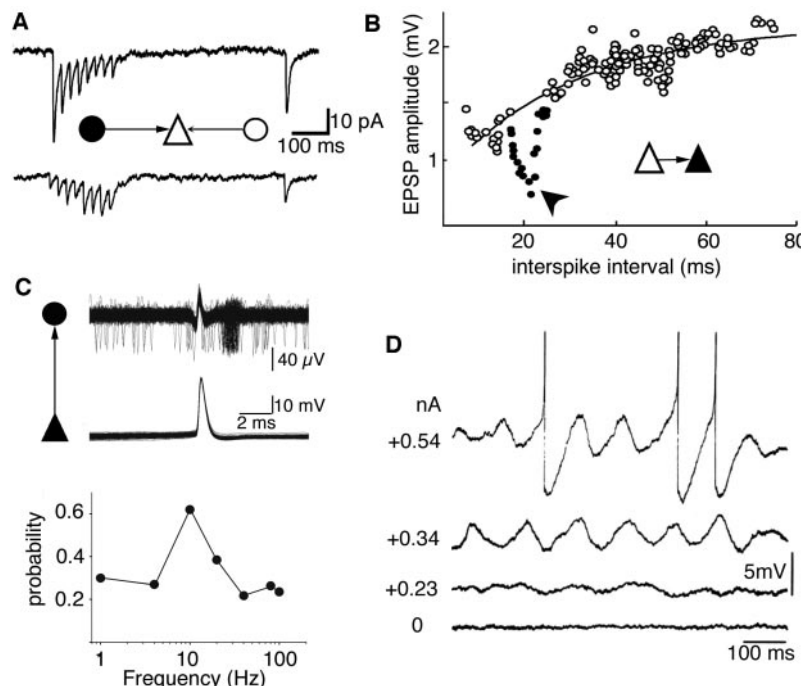 A
10 pA
100 ms
B
EPSP amplitude (mV)
2
1
20
40
60
80
interspike interval (ms)
C
40 µV
10 mV
2 ms
probability
0.6
0.4
0.2
1
10
100
Frequency (Hz)
D
nA
+0.54
+0.34
+0.23
0
5mV
100 ms